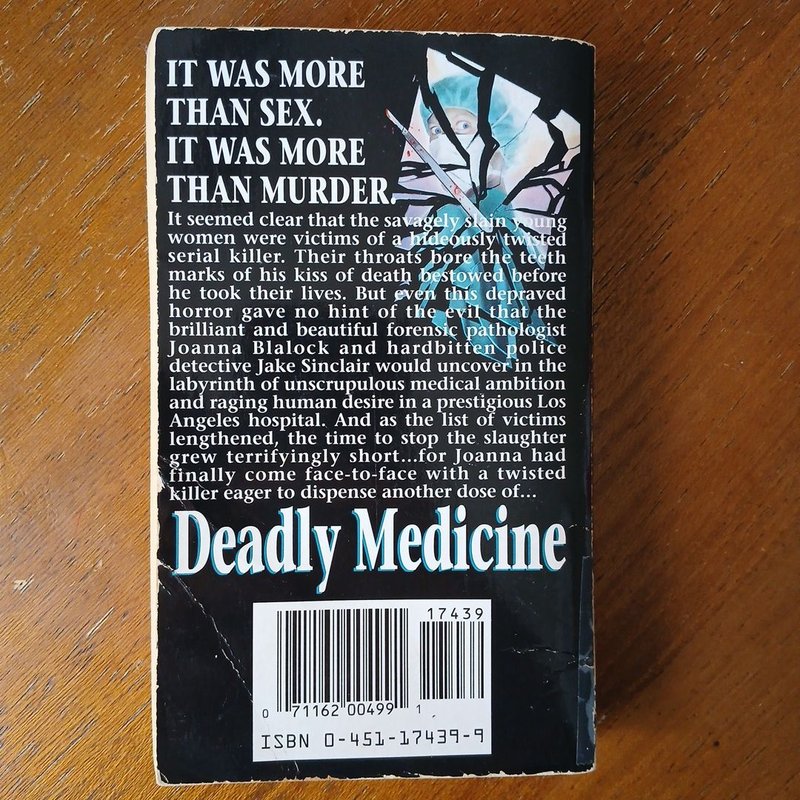 IT WAS MORE
THAN SEX.
IT WAS MORE
THAN MURDER.
It seemed clear that the savagely slain young
women were victims of a hideously twisted
serial killer. Their throats bore the teeth
marks of his kiss of death bestowed before
he took their lives. But even this depraved
horror gave no hint of the evil that the
brilliant and beautiful forensic pathologist
Joanna Blalock and hardbitten police
detective Jake Sinclair would uncover in the
labyrinth of unscrupulous medical ambition
and raging human desire in a prestigious Los
Angeles hospital. And as the list of victims
lengthened, the time to stop the slaughter
grew terrifyingly short...for Joanna had
finally come face-to-face with a twisted
killer eager to dispense another dose of...
Deadly Medicine
17439
0 71162 00499 1
ISBN 0-451-17439-9